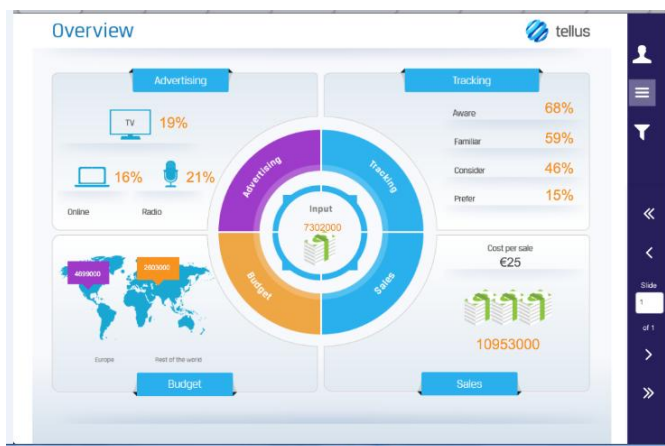 Overview
tellus
Advertising
TV
19%
16%
21%
Online
Radio
Tracking
Aware
68%
Familiar
59%
Consider
46%
Prefer
15%
Advertising
Tracking
Budget
Sales
Input
7302000
4699000
2603000
Europe
Rest of the worst
Budget
Cost per sale
€25
10953000
Sales
Slide
1
of 1